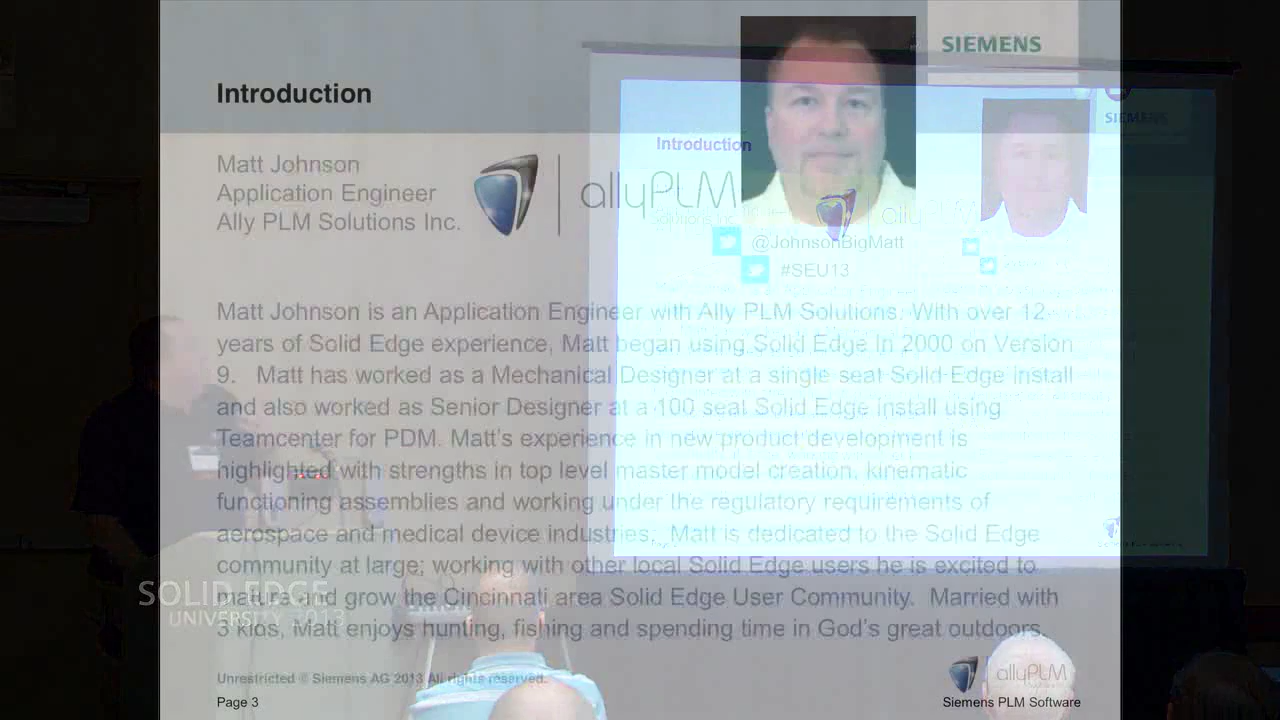 SIEMENS
Introduction
SIEMENS
Introduction
Matt Johnson
Application Engineer
Ally PLM Solutions Inc.
allyPLM
Solutions Inc.
allyPLM
@JohnsonBigMatt
#SEU13
Matt Johnson is an Application Engineer with Ally PLM Solutions. With over 12-
years of Solid Edge experience, Matt began using Solid Edge in 2000 on Version
9. Matt has worked as a Mechanical Designer at a single seat Solid Edge install
and also worked as Senior Designer at a 100 seat Solid Edge install using
Teamcenter for PDM. Matt's experience in new product development is
highlighted with strengths in top level master model creation, kinematic
functioning assemblies and working under the regulatory requirements of
aerospace and medical device industries. Matt is dedicated to the Solid Edge
community at large; working with other local Solid Edge users he is excited to
mature and grow the Cincinnati area Solid Edge User Community. Married with
3 kids, Matt enjoys hunting, fishing and spending time in God's great outdoors.
SOLID EDGE
UNIVERSITY 2013
Unrestricted © Siemens AG 2013 All rights reserved.
allyPLM
Page 3
Siemens PLM Software